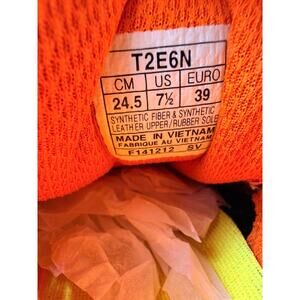 T2E6N
CM US EURO
24.5 7½ 39
SYNTHETIC FIBER & SYNTHETIC
LEATHER UPPER/RUBBER SOLE
MADE IN VIETNAM
FABRIQUE AU VIETNAM
F141212 SV